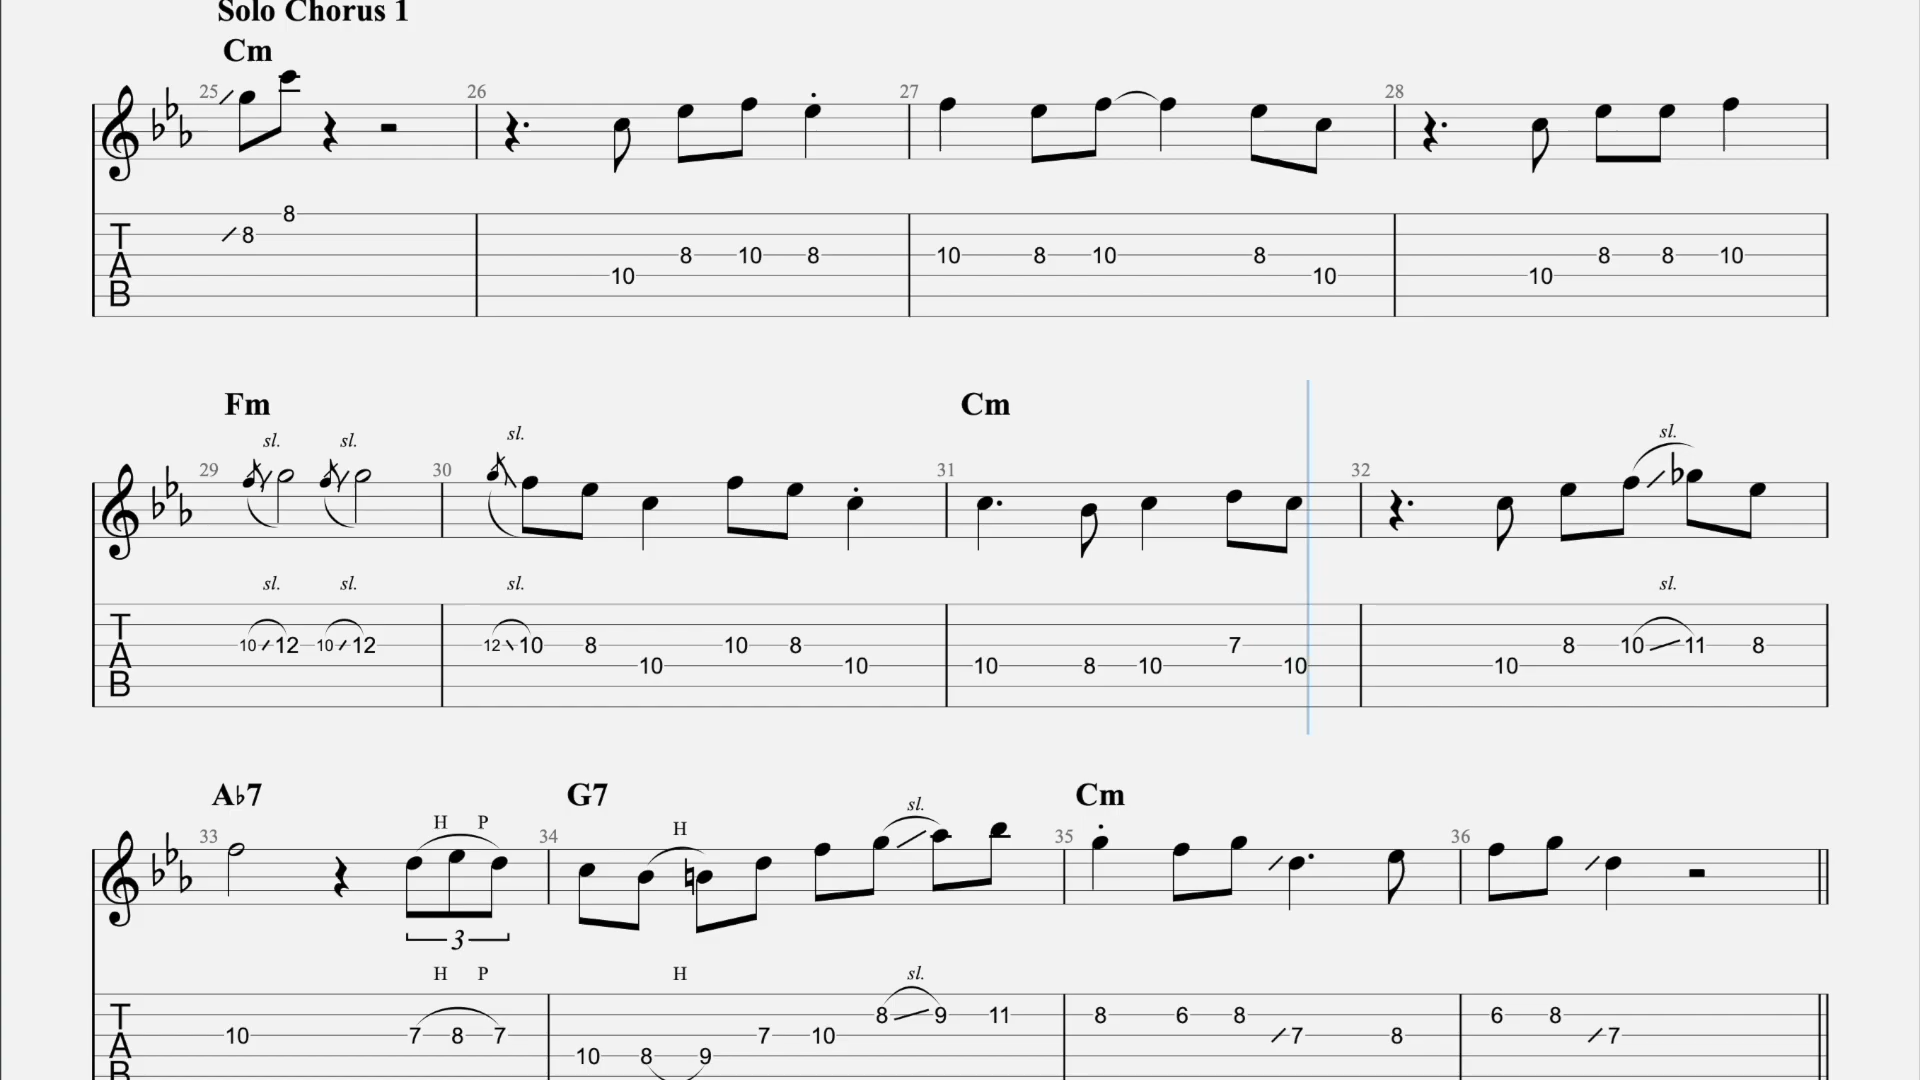 Solo Chorus 1
Cm
25 26 27 28
8
T 8
A 8 10 8 10 8 10 8 8 8 10
10 10 10
B
Fm Cm
sl. sl. sl. sl.
29 30 31 32
sl. sl. sl. sl.
T
A 10 12 10 12 12 10 8 10 8 7 8 10 11 8
10 10 10 8 10 10 10
B
A♭7 G7 Cm
H P H sl.
33 34 35 36
3
H P H sl.
T 8 9 11 8 6 8 6 8
A 10 7 8 7 7 10 7 8 7
10 8 9
B